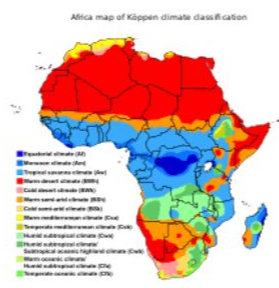 Africa map of Köppen climate classification
Equatorial climate (Af)
Monsoon climate (Am)
Tropical savanna climate (Aw)
Warm desert climate (BWh)
Cold desert climate (BWk)
Warm semi-arid climate (BSh)
Cold semi-arid climate (BSk)
Warm mediterranean climate (Csa)
Temperate mediterranean climate (Csb)
Humid subtropical climate (Cwa)
Humid subtropical climate/
Subtropical oceanic highland climate (Cwb)
Warm oceanic climate/
Humid subtropical climate (Cfa)
Temperate oceanic climate (Cfb)